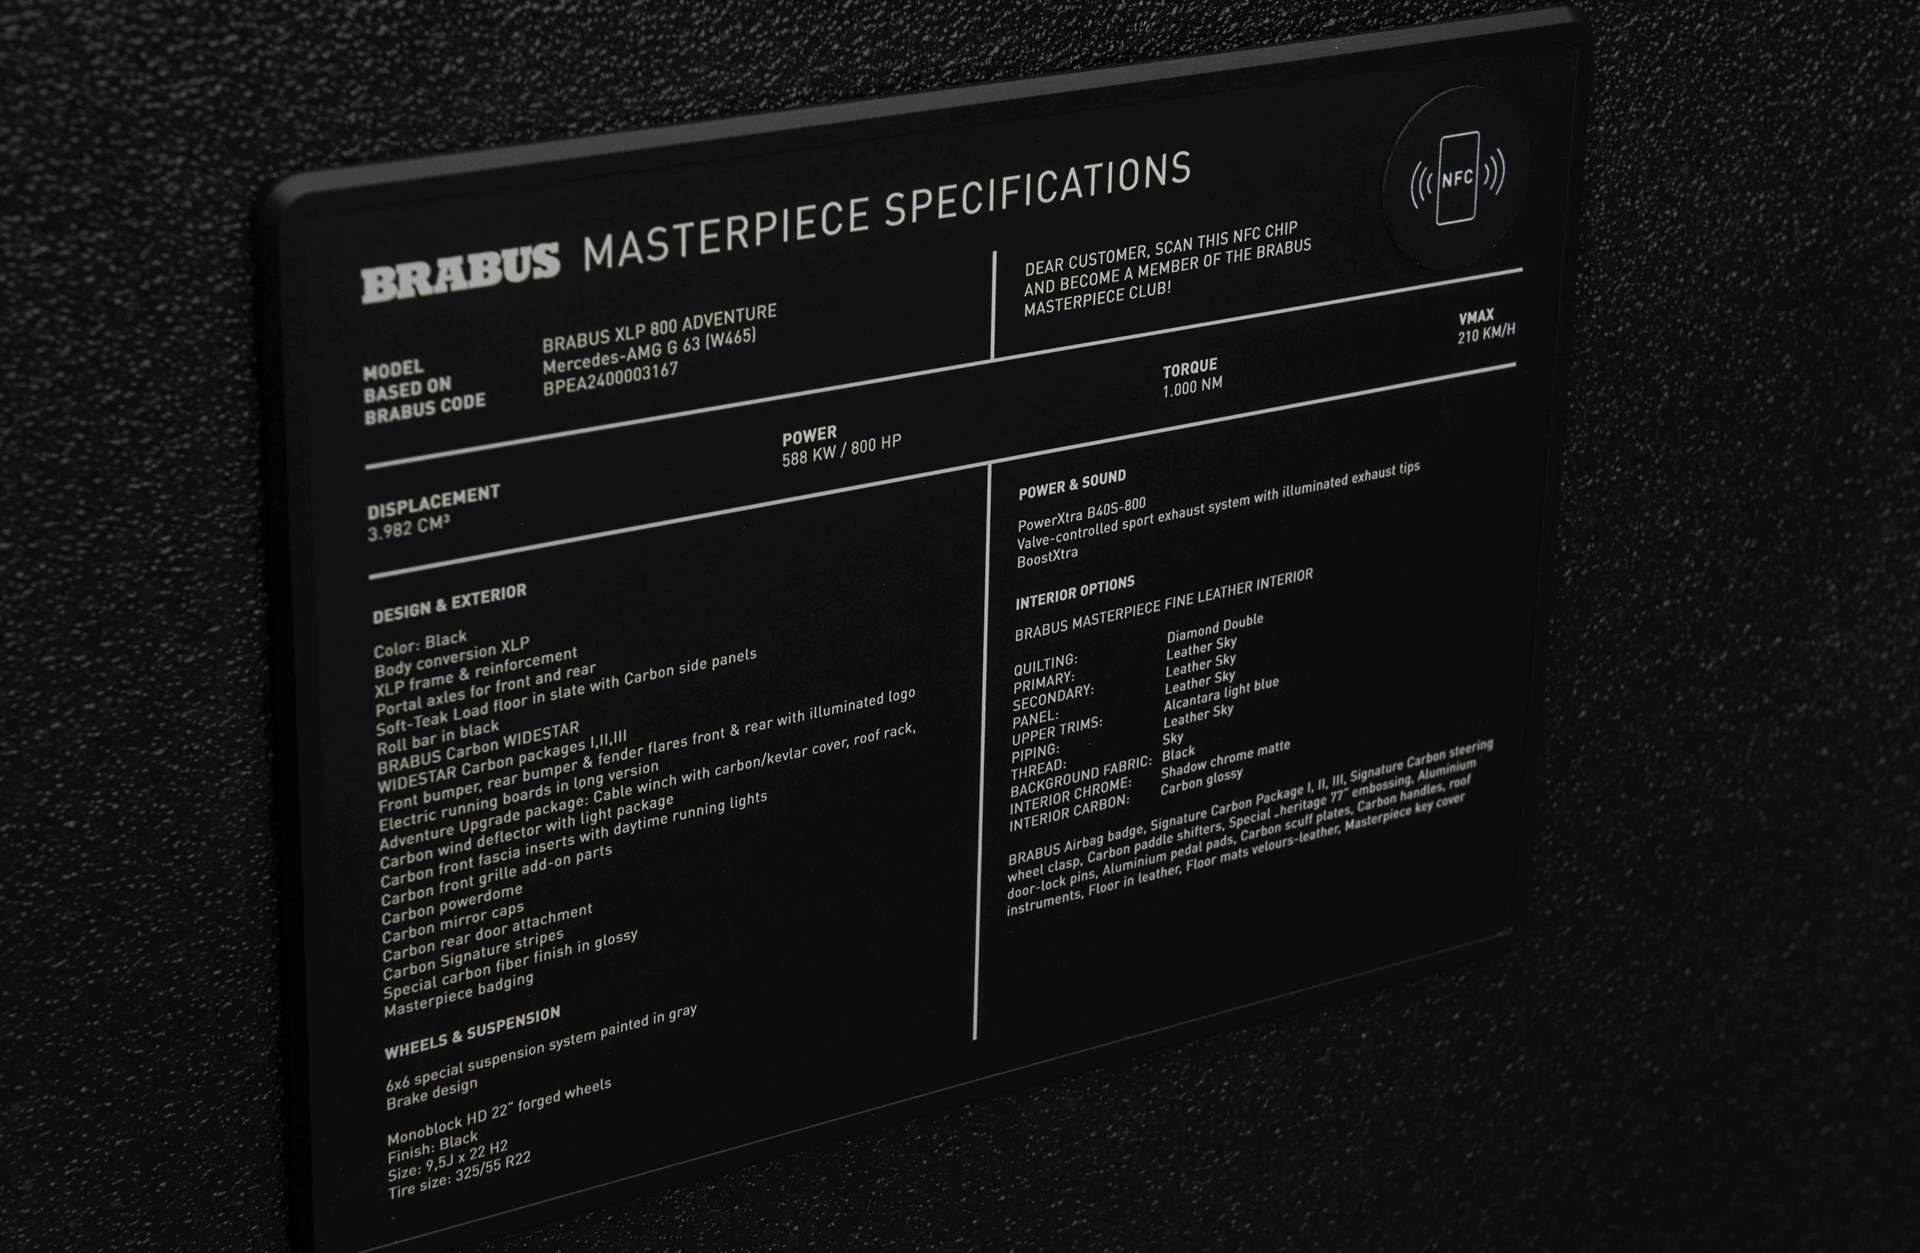 BRABUS MASTERPIECE SPECIFICATIONS
NFC
MODEL BRABUS XLP 800 ADVENTURE
BASED ON Mercedes-AMG G 63 (W465)
BRABUS CODE BPEA2400003167
DEAR CUSTOMER, SCAN THIS NFC CHIP
AND BECOME A MEMBER OF THE BRABUS
MASTERPIECE CLUB!
DISPLACEMENT
3.982 CM³
POWER
588 KW / 800 HP
TORQUE
1.000 NM
VMAX
210 KM/H
DESIGN & EXTERIOR
Color: Black
Body conversion XLP
XLP frame & reinforcement
Portal axles for front and rear
Soft-Teak Load floor in slate with Carbon side panels
Roll bar in black
BRABUS Carbon WIDESTAR
WIDESTAR Carbon packages I,II,III
Front bumper, rear bumper & fender flares front & rear with illuminated logo
Electric running boards in long version
Adventure Upgrade package: Cable winch with carbon/kevlar cover, roof rack,
Carbon wind deflector with light package
Carbon front fascia inserts with daytime running lights
Carbon front grille add-on parts
Carbon powerdome
Carbon mirror caps
Carbon rear door attachment
Carbon Signature stripes
Special carbon fiber finish in glossy
Masterpiece badging
WHEELS & SUSPENSION
6x6 special suspension system painted in gray
Brake design
Monoblock HD 22“ forged wheels
Finish: Black
Size: 9,5J x 22 H2
Tire size: 325/55 R22
POWER & SOUND
PowerXtra B40S-800
Valve-controlled sport exhaust system with illuminated exhaust tips
BoostXtra
INTERIOR OPTIONS
BRABUS MASTERPIECE FINE LEATHER INTERIOR
QUILTING: Diamond Double
PRIMARY: Leather Sky
SECONDARY: Leather Sky
PANEL: Leather Sky
UPPER TRIMS: Alcantara light blue
PIPING: Leather Sky
THREAD: Sky
BACKGROUND FABRIC: Black
INTERIOR CHROME: Shadow chrome matte
INTERIOR CARBON: Carbon glossy
BRABUS Airbag badge, Signature Carbon Package I, II, III, Signature Carbon steering
wheel clasp, Carbon paddle shifters, Special „heritage 77“ embossing, Aluminium
door-lock pins, Aluminium pedal pads, Carbon scuff plates, Carbon handles, roof
instruments, Floor in leather, Floor mats velours-leather, Masterpiece key cover